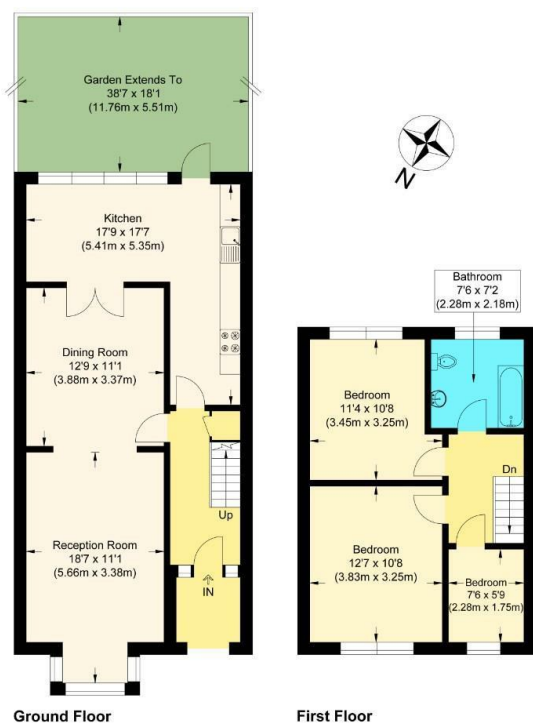 Garden Extends To
38'7 x 18'1
(11.76m x 5.51m)
N
Kitchen
17'9 x 17'7
(5.41m x 5.35m)
Bathroom
7'6 x 7'2
(2.28m x 2.18m)
Dining Room
12'9 x 11'1
(3.88m x 3.37m)
Bedroom
11'4 x 10'8
(3.45m x 3.25m)
Dn
Up
Reception Room
18'7 x 11'1
(5.66m x 3.38m)
IN
Bedroom
12'7 x 10'8
(3.83m x 3.25m)
Bedroom
7'6 x 5'9
(2.28m x 1.75m)
Ground Floor
First Floor